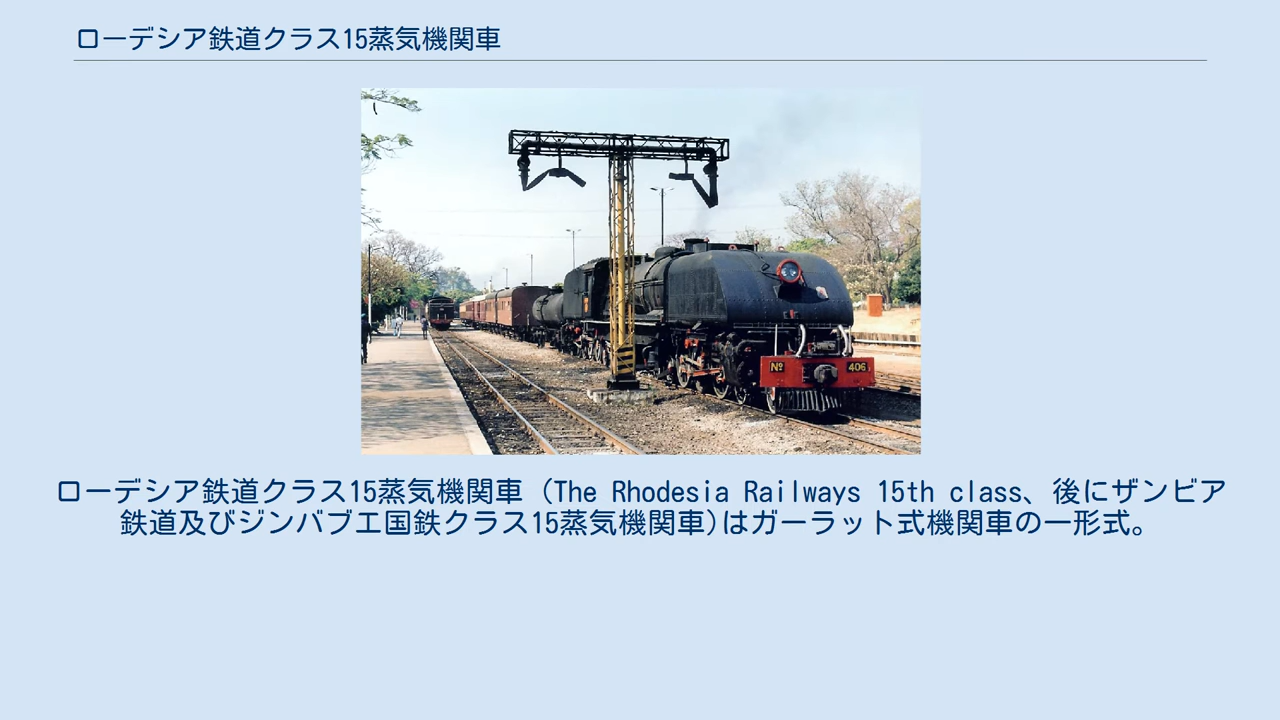 ローデシア鉄道クラス15蒸気機関車
Nº 406
ローデシア鉄道クラス15蒸気機関車 (The Rhodesia Railways 15th class、後にザンビア
鉄道及びジンバブエ国鉄クラス15蒸気機関車)はガーラット式機関車の一形式。